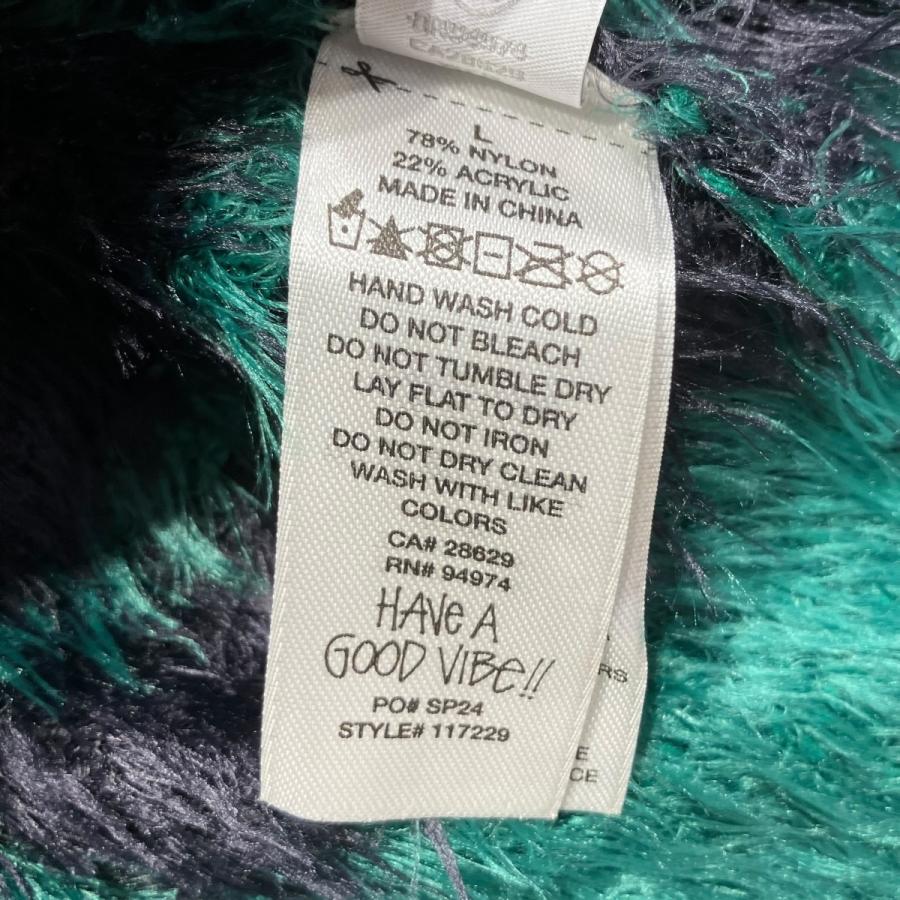 L
78% NYLON
22% ACRYLIC
MADE IN CHINA
HAND WASH COLD
DO NOT BLEACH
DO NOT TUMBLE DRY
LAY FLAT TO DRY
DO NOT IRON
DO NOT DRY CLEAN
WASH WITH LIKE
COLORS
CA# 28629
RN# 94974
HAVE A
GOOD VIBE!!
PO# SP24
STYLE# 117229
RS
E
CE